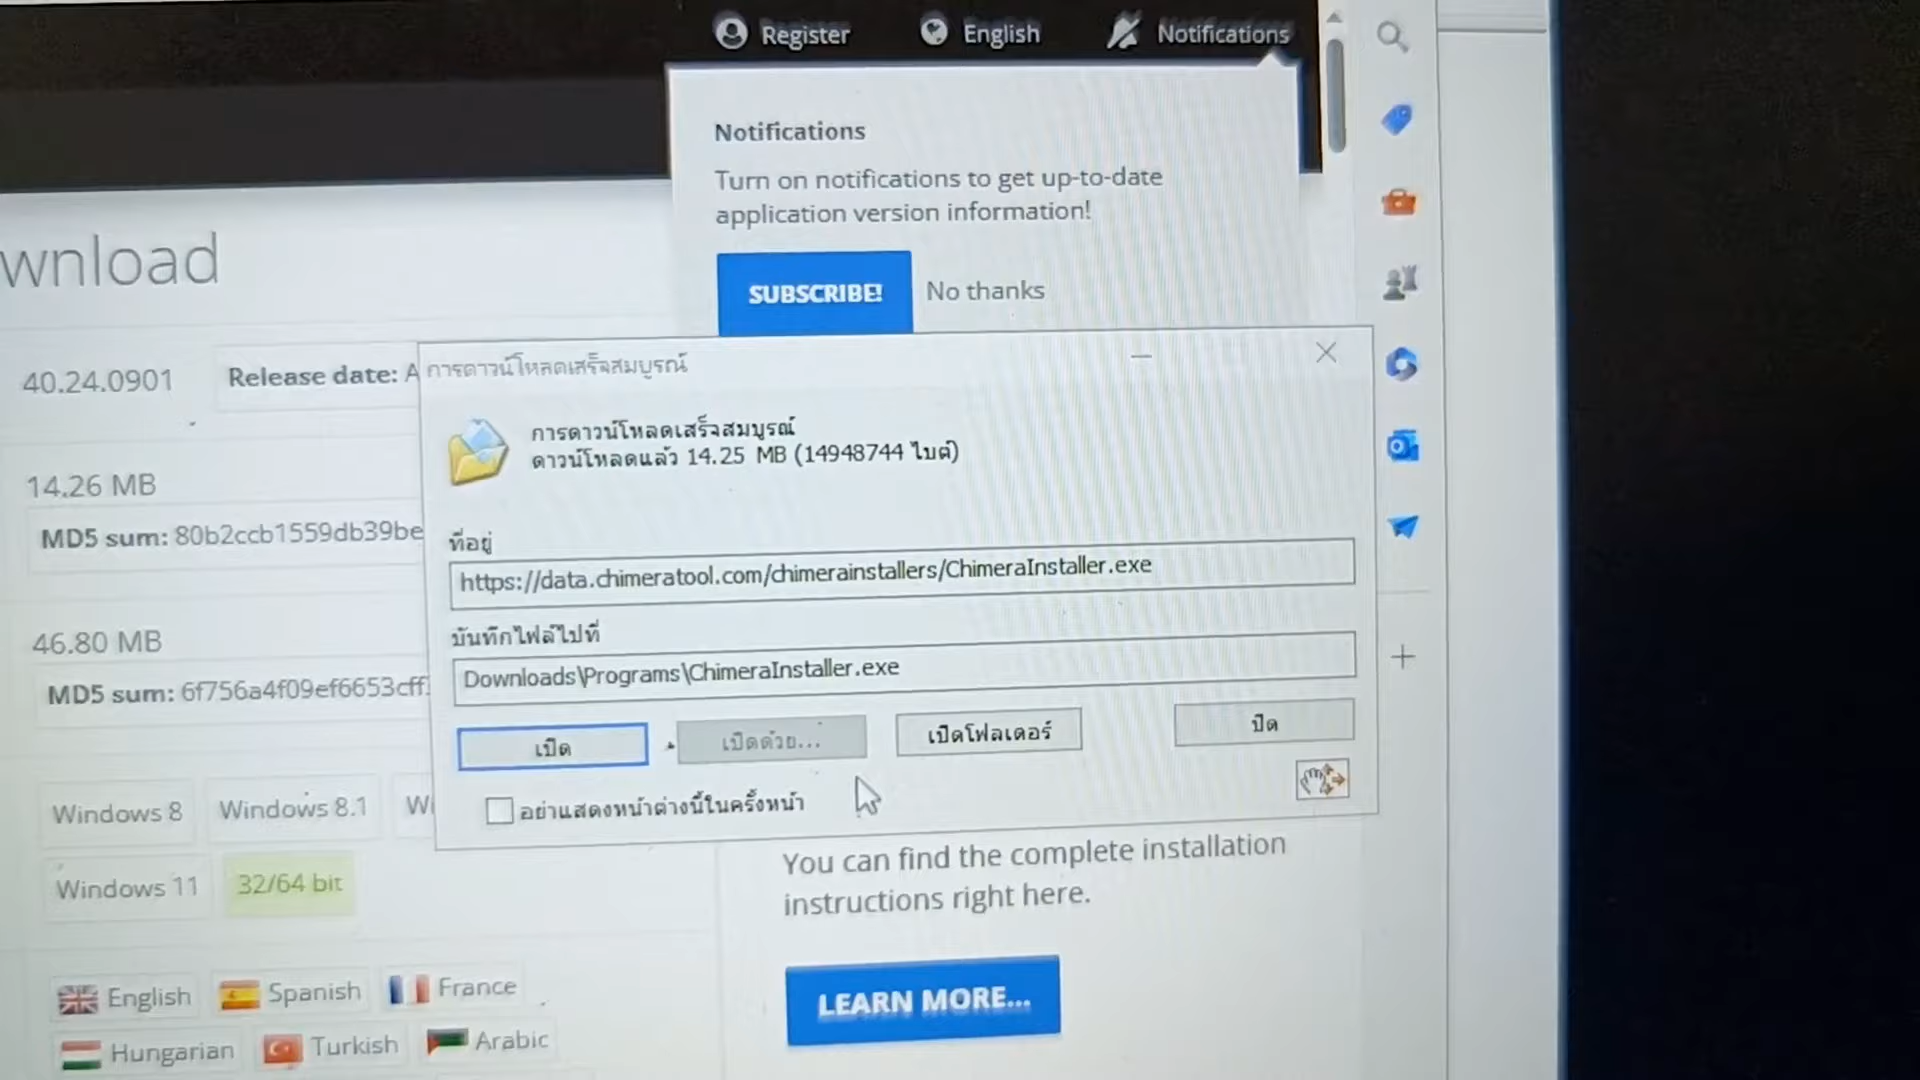 Register English Notifications
Notifications
Turn on notifications to get up-to-date
application version information!
SUBSCRIBE! No thanks
wnload
40.24.0901 Release date: A
14.26 MB
MD5 sum: 80b2ccb1559db39be
46.80 MB
MD5 sum: 6f756a4f09ef6653cff
Windows 8 Windows 8.1 Wi
Windows 11 32/64 bit
English Spanish France
Hungarian Turkish Arabic
การดาวน์โหลดเสร็จสมบูรณ์
การดาวน์โหลดเสร็จสมบูรณ์
ดาวน์โหลดแล้ว 14.25 MB (14948744 ไบต์)
ที่อยู่
https://data.chimeratool.com/chimerainstallers/ChimeraInstaller.exe
บันทึกไฟล์ไปที่
Downloads\Programs\ChimeraInstaller.exe
เปิด เปิดด้วย... เปิดโฟลเดอร์ ปิด
อย่าแสดงหน้าต่างนี้ในครั้งหน้า
You can find the complete installation
instructions right here.
LEARN MORE...